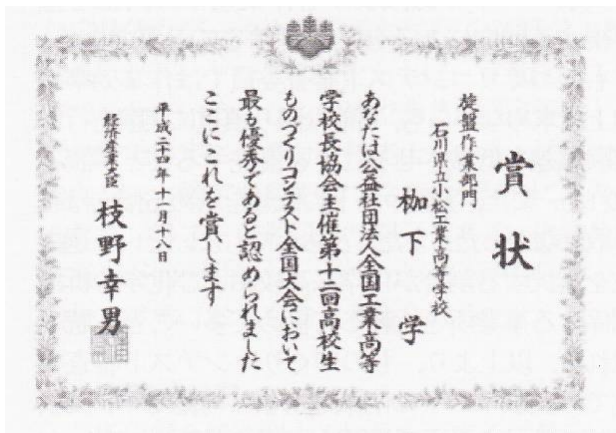 賞状
旋盤作業部門
石川県立小松工業高等学校
枷下 学
あなたは公益社団法人全国工業高等
学校長協会主催第十二回高校生
ものづくりコンテスト全国大会において
最も優秀であると認められました
ここにこれを賞します
平成二十四年十一月十八日
経済産業大臣 枝野幸男